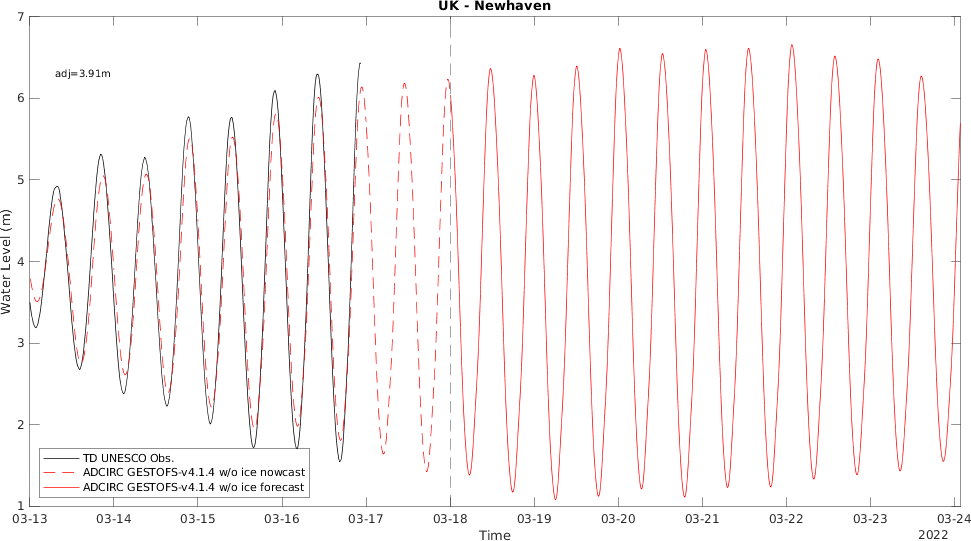 UK - Newhaven
adj=3.91m
7
6
5
4
3
2
1
Water Level (m)
TD UNESCO Obs.
ADCIRC GESTOFS-v4.1.4 w/o ice nowcast
ADCIRC GESTOFS-v4.1.4 w/o ice forecast
03-13 03-14 03-15 03-16 03-17 03-18 03-19 03-20 03-21 03-22 03-23 03-24
Time
2022